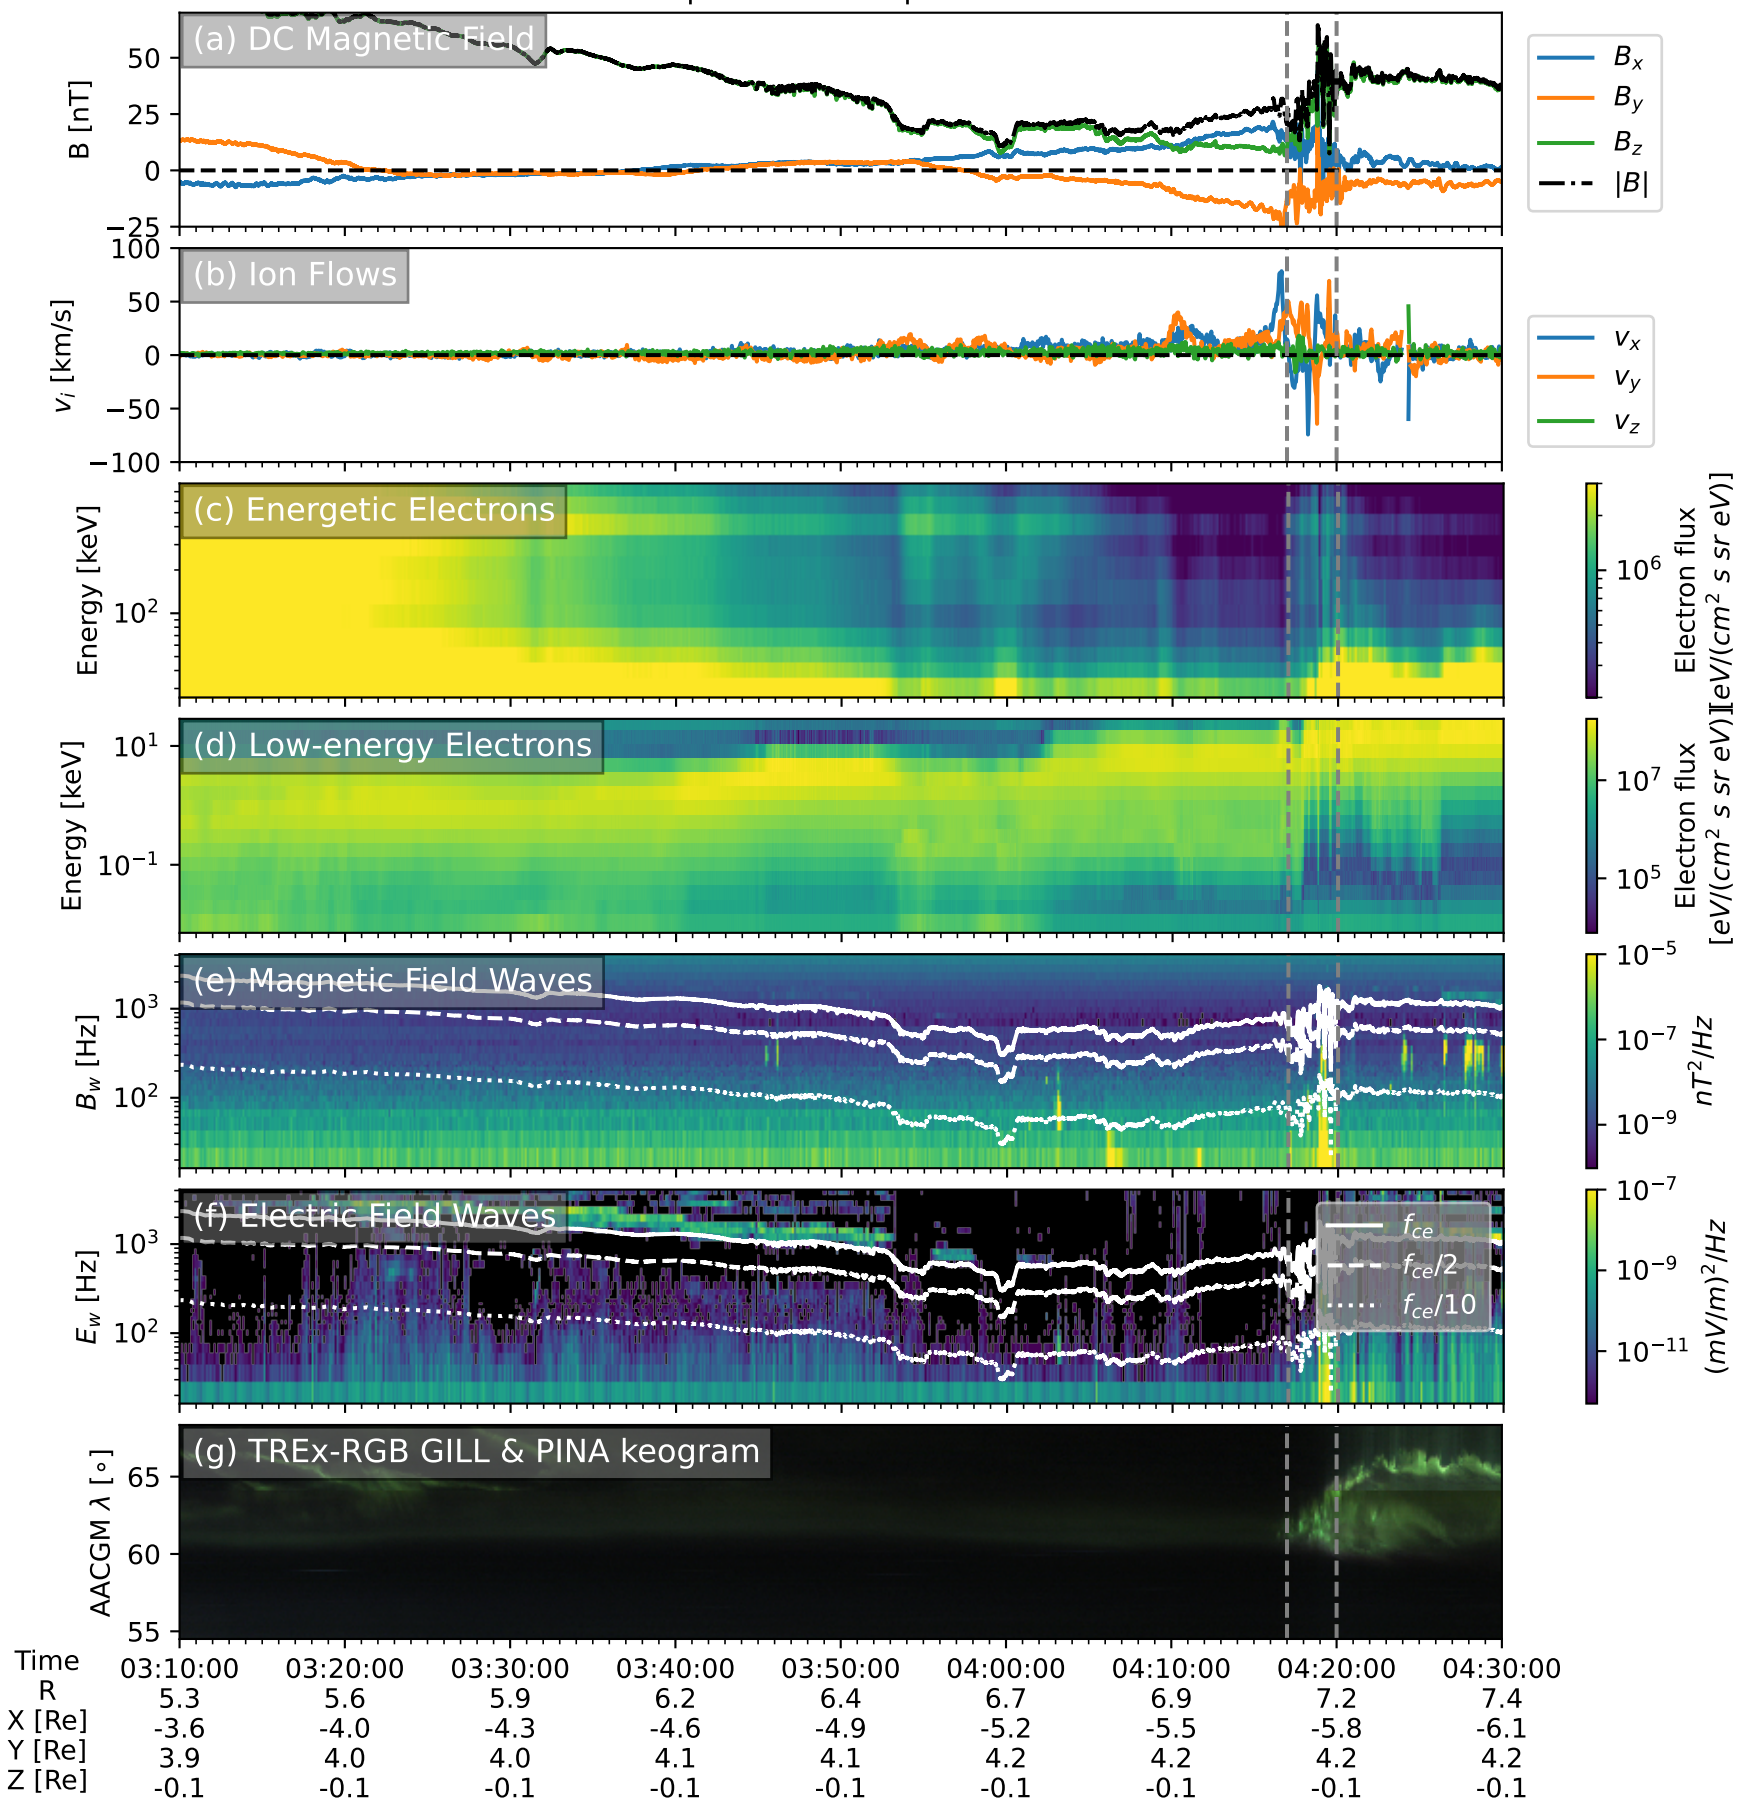 (a) DC Magnetic Field
B [nT]
50
25
0
−25
B_x
B_y
B_z
|B|
(b) Ion Flows
v_i [km/s]
100
50
0
−50
−100
v_x
v_y
v_z
(c) Energetic Electrons
Energy [keV]
10^2
10^6
Electron flux
[eV/(cm^2 s sr eV)]
(d) Low-energy Electrons
Energy [keV]
10^1
10^−1
10^7
10^5
Electron flux
[eV/(cm^2 s sr eV)]
(e) Magnetic Field Waves
B_w [Hz]
10^3
10^2
10^−5
10^−7
10^−9
nT^2/Hz
(f) Electric Field Waves
E_w [Hz]
10^3
10^2
f_ce
f_ce/2
f_ce/10
10^−7
10^−9
10^−11
(mV/m)^2/Hz
(g) TREx-RGB GILL & PINA keogram
AACGM λ [∘]
65
60
55
Time 03:10:00 03:20:00 03:30:00 03:40:00 03:50:00 04:00:00 04:10:00 04:20:00 04:30:00
R 5.3 5.6 5.9 6.2 6.4 6.7 6.9 7.2 7.4
X [Re] -3.6 -4.0 -4.3 -4.6 -4.9 -5.2 -5.5 -5.8 -6.1
Y [Re] 3.9 4.0 4.0 4.1 4.1 4.2 4.2 4.2 4.2
Z [Re] -0.1 -0.1 -0.1 -0.1 -0.1 -0.1 -0.1 -0.1 -0.1